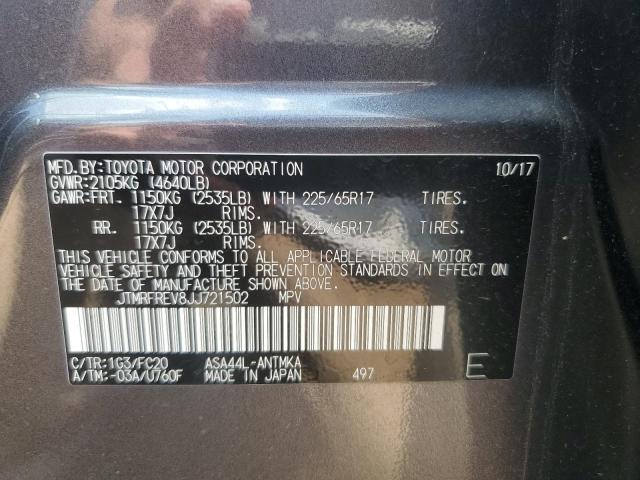 MFD.BY:TOYOTA MOTOR CORPORATION 10/17
GVWR:2105KG (4640LB)
GAWR:FRT. 1150KG (2535LB) WITH 225/65R17 TIRES.
17X7J RIMS.
RR. 1150KG (2535LB) WITH 225/65R17 TIRES.
17X7J RIMS.
THIS VEHICLE CONFORMS TO ALL APPLICABLE FEDERAL MOTOR
VEHICLE SAFETY AND THEFT PREVENTION STANDARDS IN EFFECT ON
THE DATE OF MANUFACTURE SHOWN ABOVE.
JTMRFREV8JJ721502 MPV
C/TR:1G3/FC20 ASA44L-ANTMKA
A/TM:-03A/U760F MADE IN JAPAN 497 E